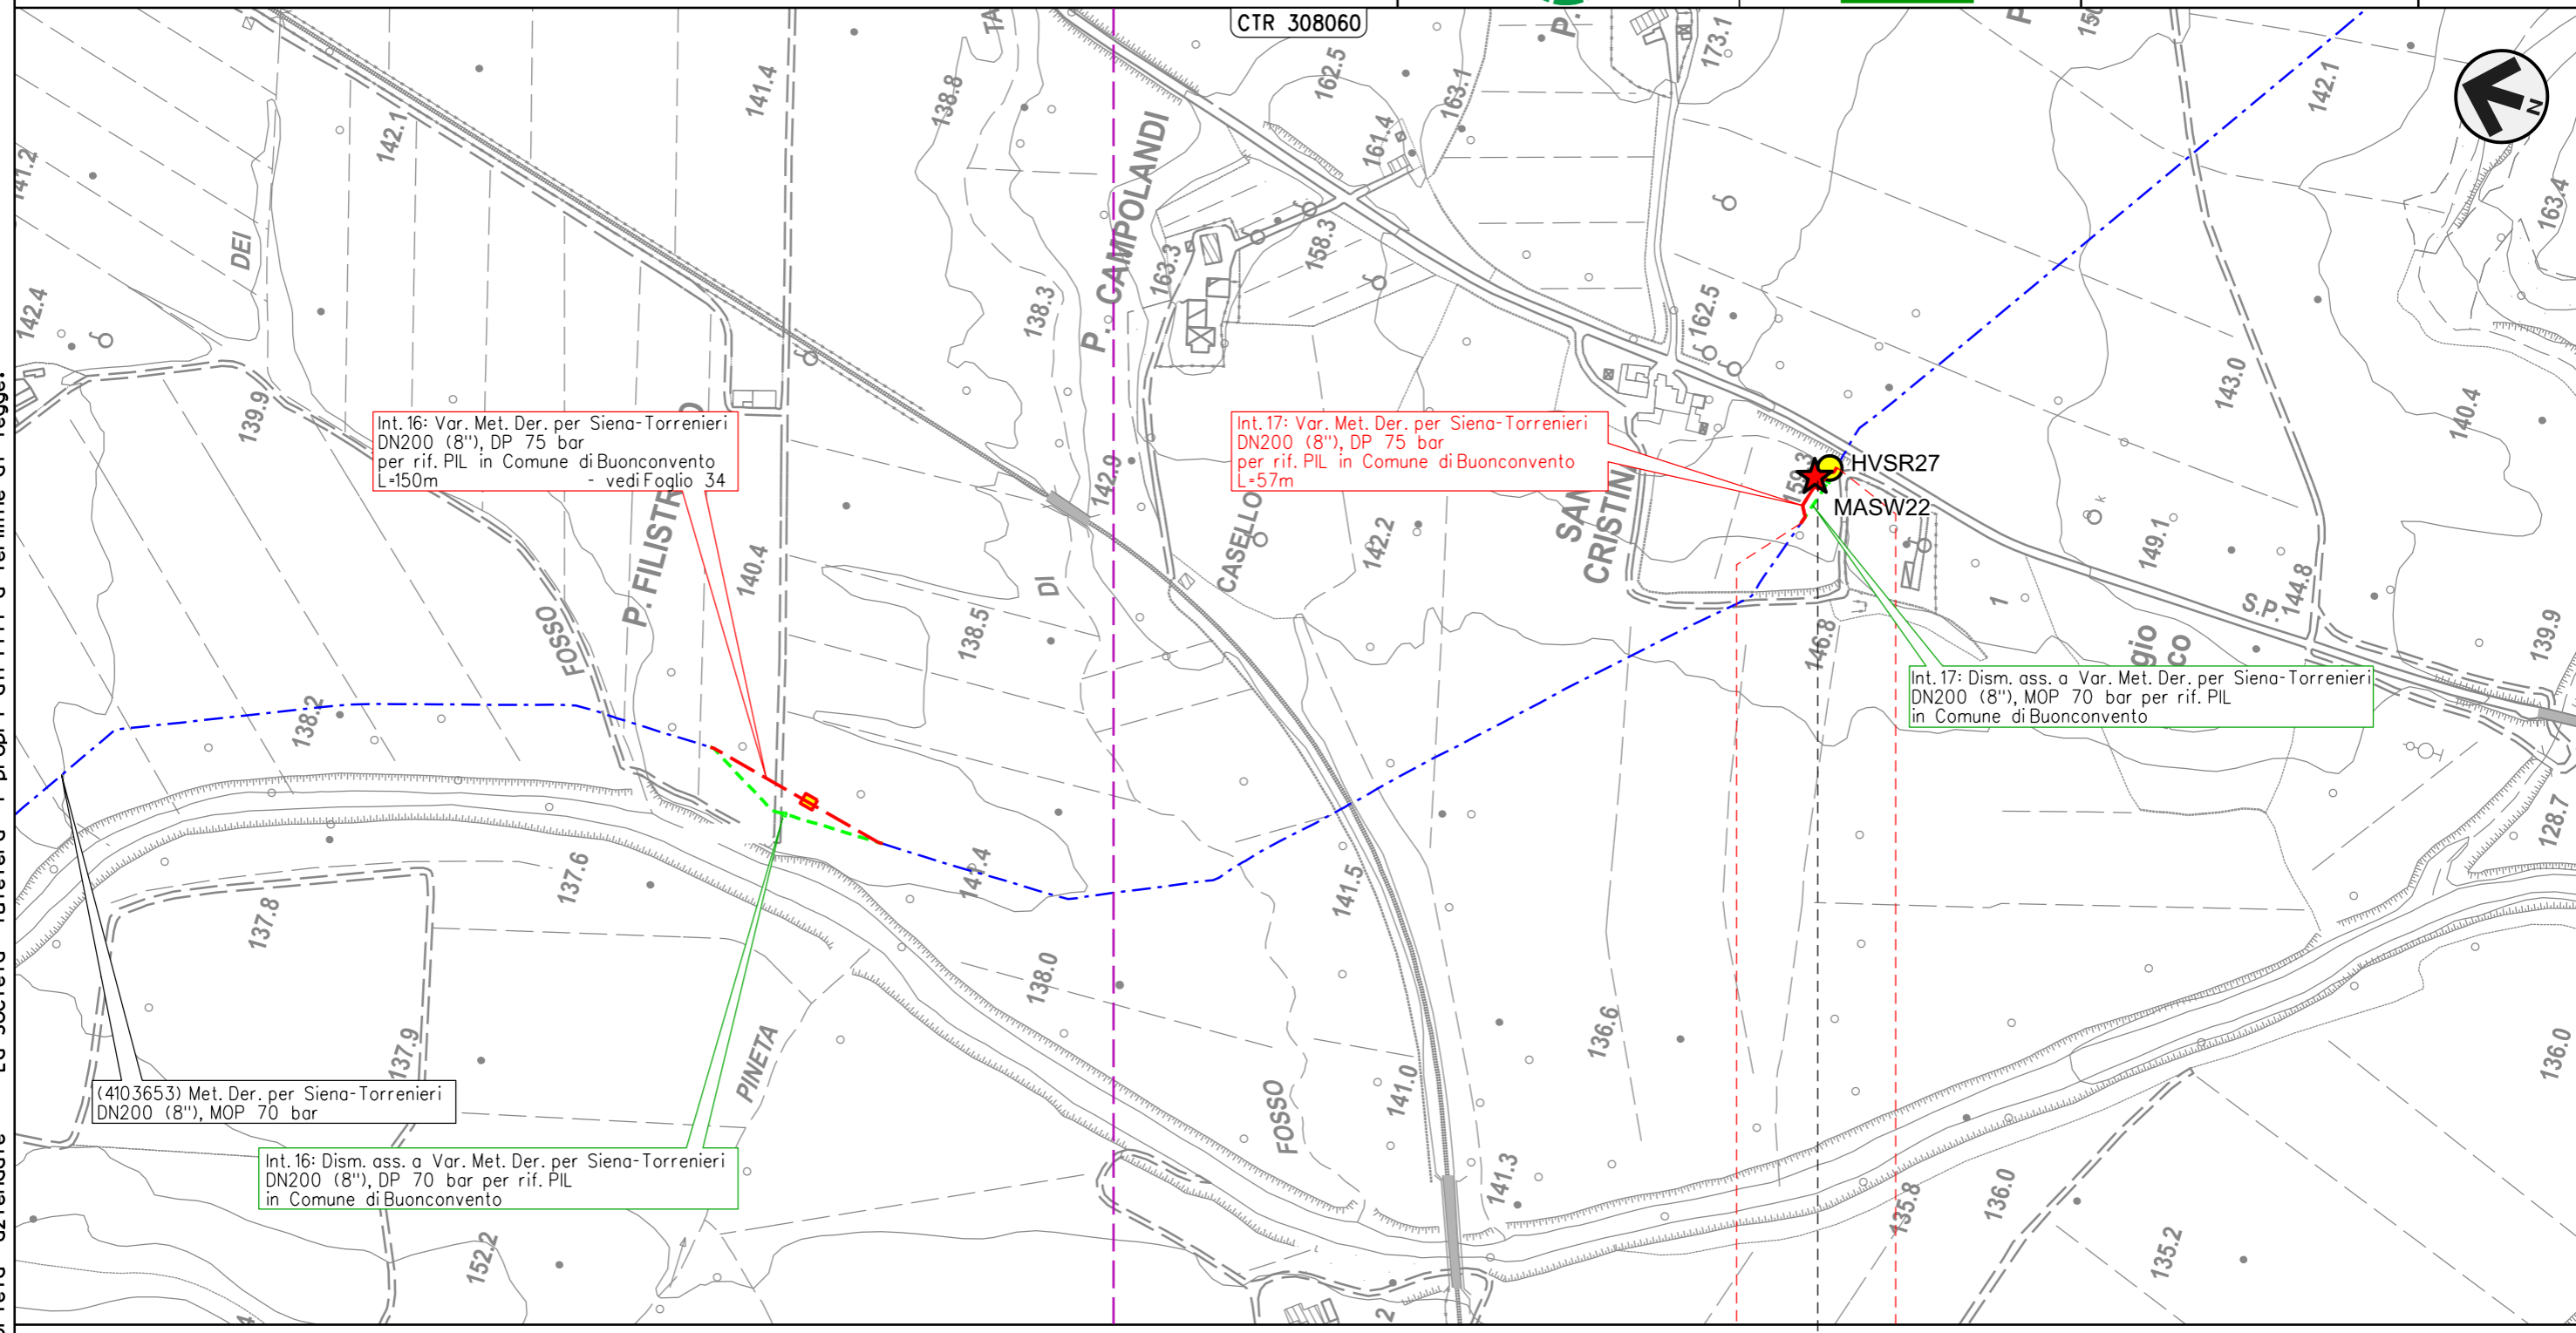 CTR 308060
N
141.2
142.1
141.4
138.8
TA
P.
162.5
163.1
173.1
P
150
142.1
161.4
163.4
DEI
P. CAMPOLANDI
163.3
158.3
142.4
138.3
162.5
143.0
140.4
139.9
Int. 16: Var. Met. Der. per Siena-Torrenieri
DN200 (8"), DP 75 bar
per rif. PIL in Comune di Buonconvento
L=150m - vedi Foglio 34
Int. 17: Var. Met. Der. per Siena-Torrenieri
DN200 (8"), DP 75 bar
per rif. PIL in Comune di Buonconvento
L=57m
HVSR27
MASW22
142.9
CASELLO
142.2
SAN
CRISTIN
k
149.1
P. FILISTR
O
140.4
FOSSO
DI
138.5
1
S.P.
144.8
139.9
146.8
gio
co
Int. 17: Dism. ass. a Var. Met. Der. per Siena-Torrenieri
DN200 (8"), MOP 70 bar per rif. PIL
in Comune di Buonconvento
138.2
128.7
137.6
141.4
141.5
137.8
138.0
136.6
136.0
137.9
PINETA
141.0
FOSSO
(4103653) Met. Der. per Siena-Torrenieri
DN200 (8"), MOP 70 bar
Int. 16: Dism. ass. a Var. Met. Der. per Siena-Torrenieri
DN200 (8"), DP 70 bar per rif. PIL
in Comune di Buonconvento
141.3
135.8
136.0
135.2
152.2
2